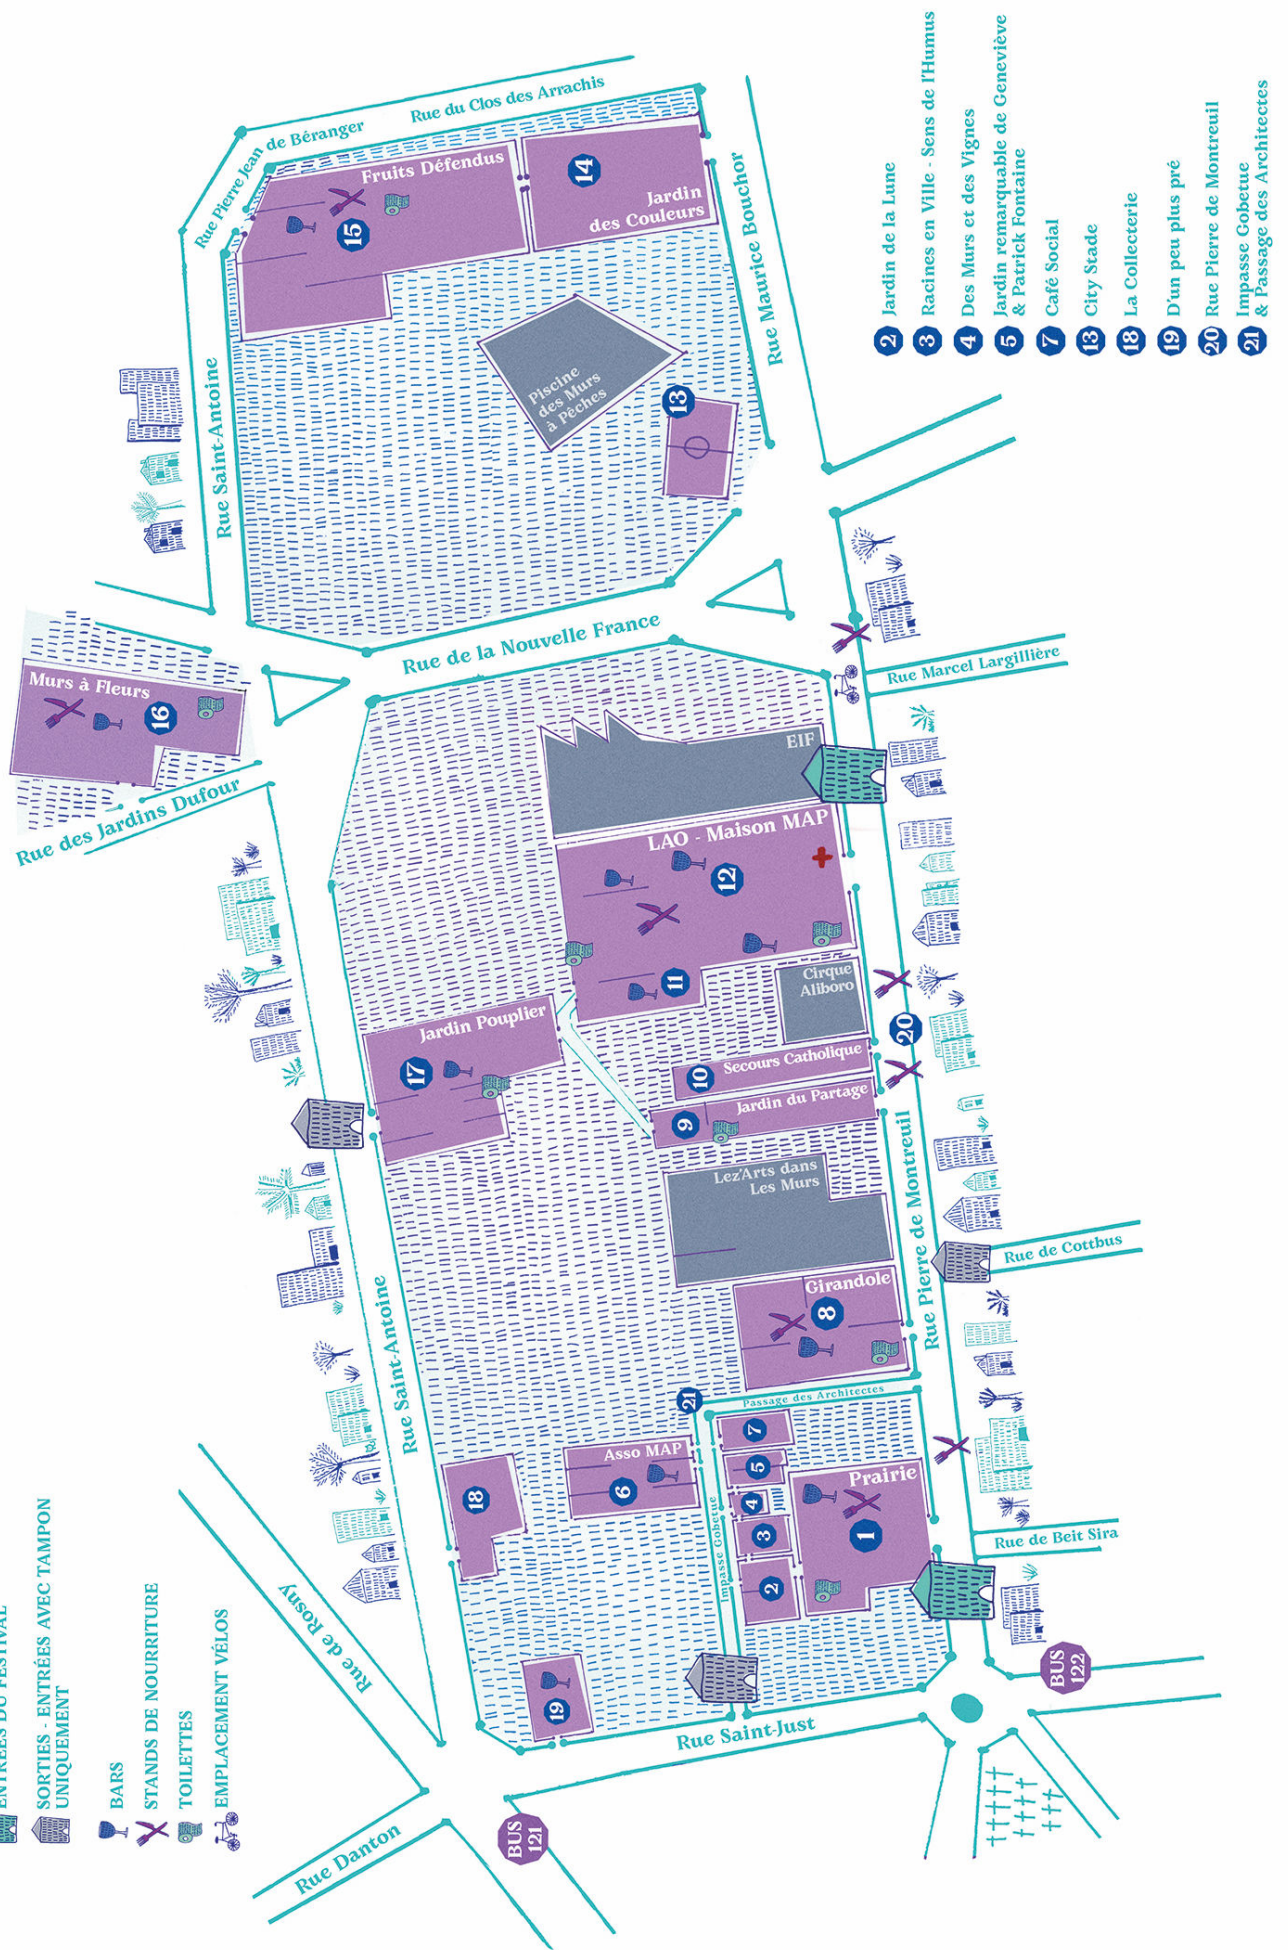 ENTRÉES DU FESTIVAL
SORTIES - ENTRÉES AVEC TAMPON
UNIQUEMENT
BARS
STANDS DE NOURRITURE
TOILETTES
EMPLACEMENT VÉLOS
Rue Danton
Rue de Rosny
BUS
121
BUS
122
Rue Saint-Just
Rue Saint-Antoine
Rue des Jardins Dufour
Murs à Fleurs
16
Rue Saint-Antoine
Rue Pierre Jean de Béranger
Rue du Clos des Arrachis
Fruits Défendus
15
14
Jardin
des Couleurs
Rue Maurice Bouchor
Piscine
des Murs
à Pêches
13
Rue de la Nouvelle France
Rue Marcel Largillière
EIF
LAO - Maison MAP
12
11
Cirque
Aliboro
20
Jardin Pouplier
17
10
Secours Catholique
9
Jardin du Partage
Lez'Arts dans
Les Murs
Rue Pierre de Montreuil
Girandole
8
Rue de Cottbus
21
Passage des Architectes
Impasse Gobetue
Asso MAP
6
18
19
7
5
4
3
2
Prairie
1
Rue de Beit Sira
2 Jardin de la Lune
3 Racines en Ville - Sens de l'Humus
4 Des Murs et des Vignes
5 Jardin remarquable de Geneviève
& Patrick Fontaine
7 Café Social
13 City Stade
18 La Collecterie
19 D'un peu plus pré
20 Rue Pierre de Montreuil
21 Impasse Gobetue
& Passage des Architectes